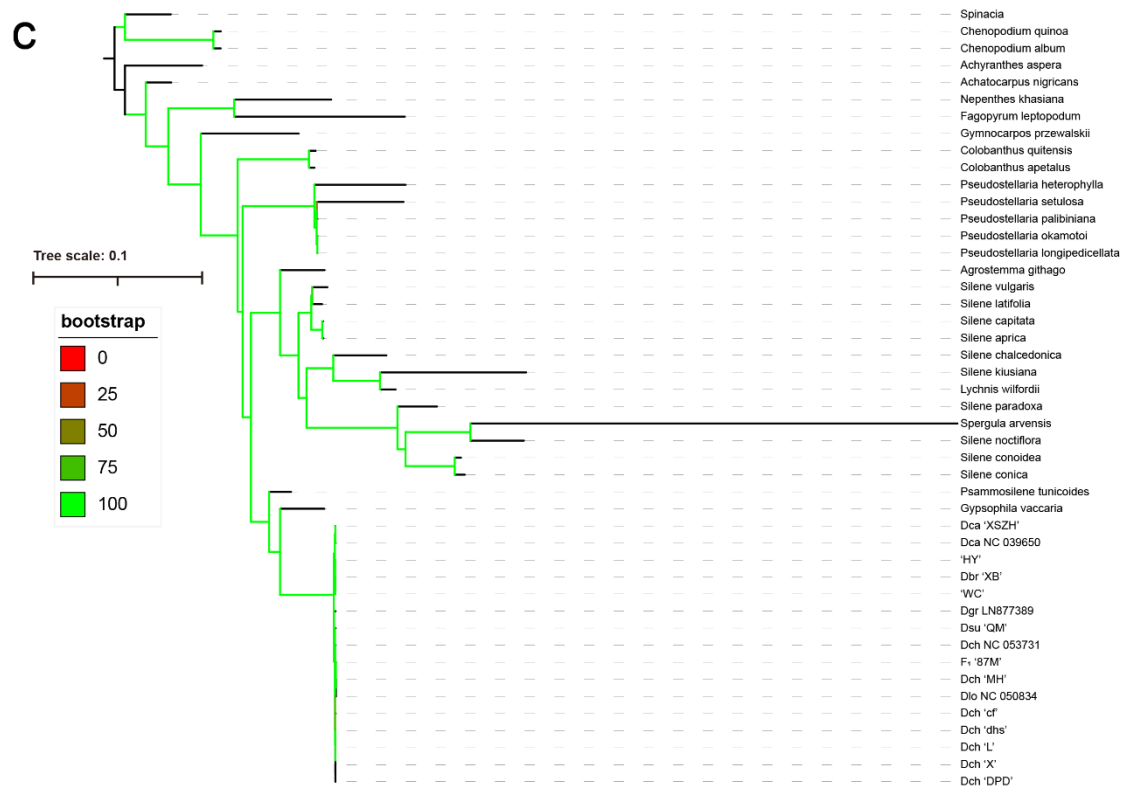 C
Spinacia
Chenopodium quinoa
Chenopodium album
Achyranthes aspera
Achatocarpus nigricans
Nepenthes khasiana
Fagopyrum leptopodum
Gymnocarpos przewalskii
Colobanthus quitensis
Colobanthus apetalus
Pseudostellaria heterophylla
Pseudostellaria setulosa
Pseudostellaria palibiniana
Pseudostellaria okamotoi
Pseudostellaria longipedicellata
Agrostemma githago
Silene vulgaris
Silene latifolia
Silene capitata
Silene aprica
Silene chalcedonica
Silene kiusiana
Lychnis wilfordii
Silene paradoxa
Spergula arvensis
Silene noctiflora
Silene conoidea
Silene conica
Psammosilene tunicoides
Gypsophila vaccaria
Dca ‘XSZH’
Dca NC 039650
‘HY’
Dbr ‘XB’
‘WC’
Dgr LN877389
Dsu ‘QM’
Dch NC 053731
F₁ ‘87M’
Dch ‘MH’
Dlo NC 050834
Dch ‘cf’
Dch ‘dhs’
Dch ‘L’
Dch ‘X’
Dch ‘DPD’
Tree scale: 0.1
bootstrap
0
25
50
75
100